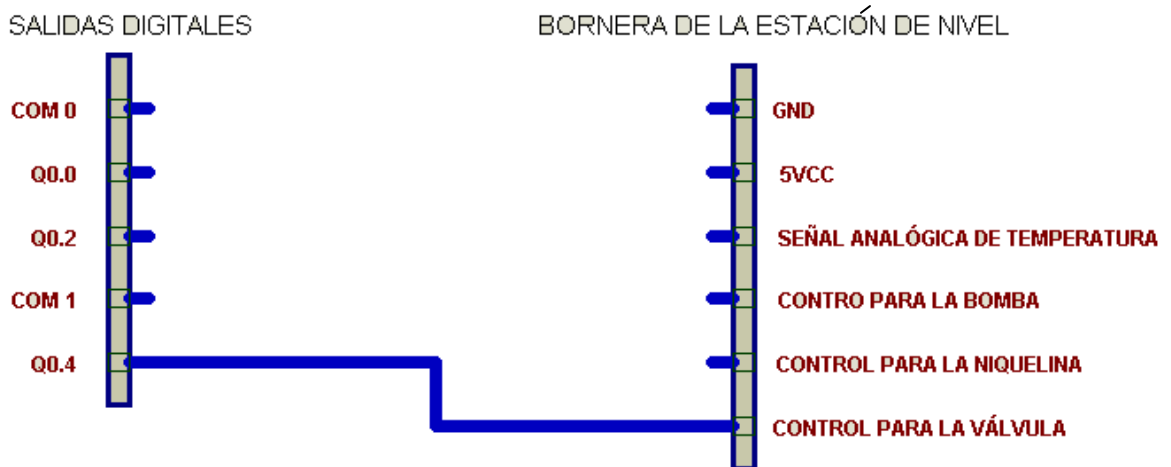 SALIDAS DIGITALES
COM 0
Q0.0
Q0.2
COM 1
Q0.4
BORNERA DE LA ESTACIÓN DE NIVEL
GND
5VCC
SEÑAL ANALÓGICA DE TEMPERATURA
CONTRO PARA LA BOMBA
CONTROL PARA LA NIQUELINA
CONTROL PARA LA VÁLVULA